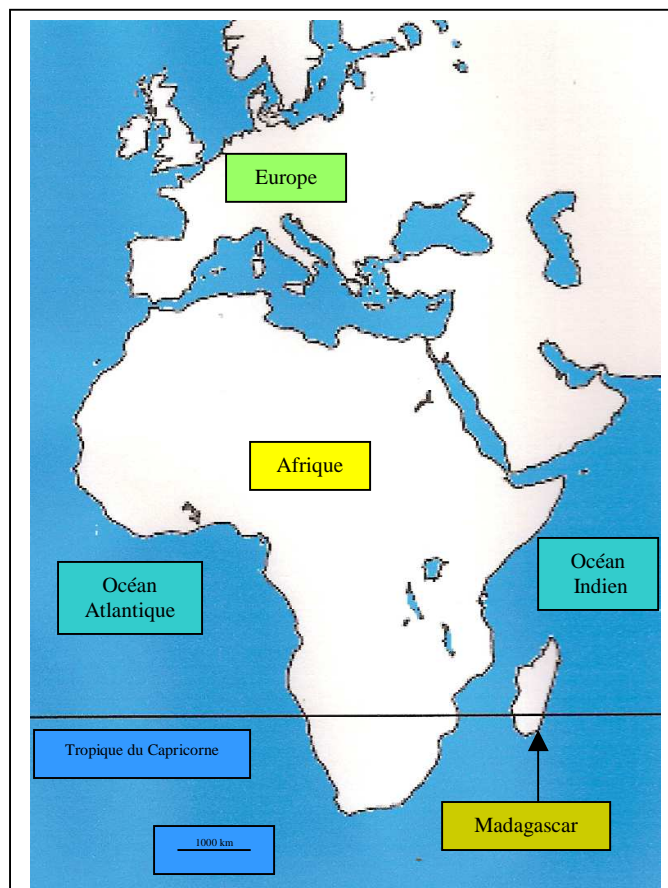 Europe
Afrique
Océan
Atlantique
Océan
Indien
Tropique du Capricorne
Madagascar
1000 km